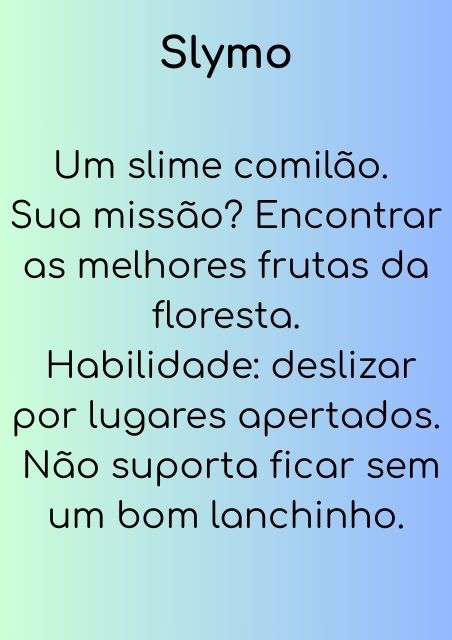 Slymo
Um slime comilão.
Sua missão? Encontrar
as melhores frutas da
floresta.
Habilidade: deslizar
por lugares apertados.
Não suporta ficar sem
um bom lanchinho.